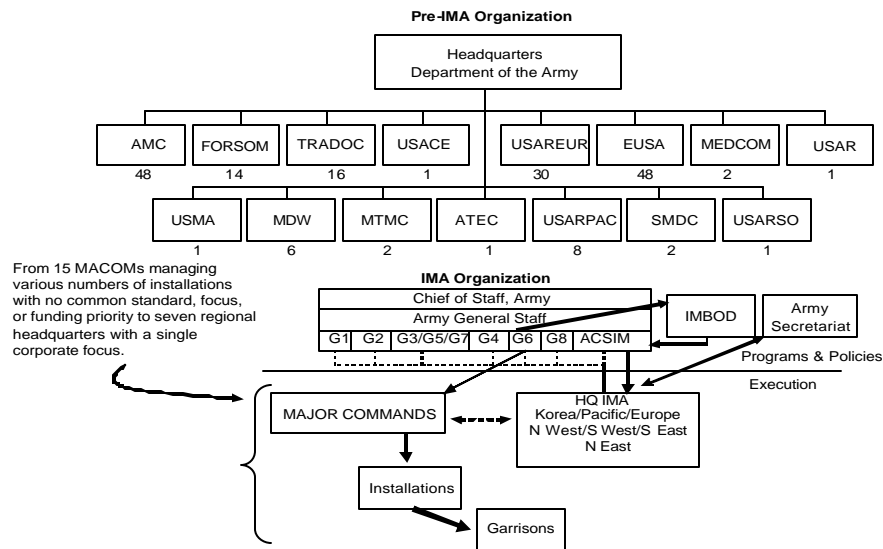 Pre-IMA Organization
Headquarters
Department of the Army
AMC FORSOM TRADOC USACE USAREUR EUSA MEDCOM USAR
48 14 16 1 30 48 2 1
USMA MDW MTMC ATEC USARPAC SMDC USARSO
1 6 2 1 8 2 1
From 15 MACOMs managing
various numbers of installations
with no common standard, focus,
or funding priority to seven regional
headquarters with a single
corporate focus.
IMA Organization
Chief of Staff, Army
Army General Staff
G1 G2 G3/G5/G7 G4 G6 G8 ACSIM
IMBOD
Army
Secretariat
Programs & Policies
Execution
MAJOR COMMANDS
HQ IMA
Korea/Pacific/Europe
N West/S West/S East
N East
Installations
Garrisons